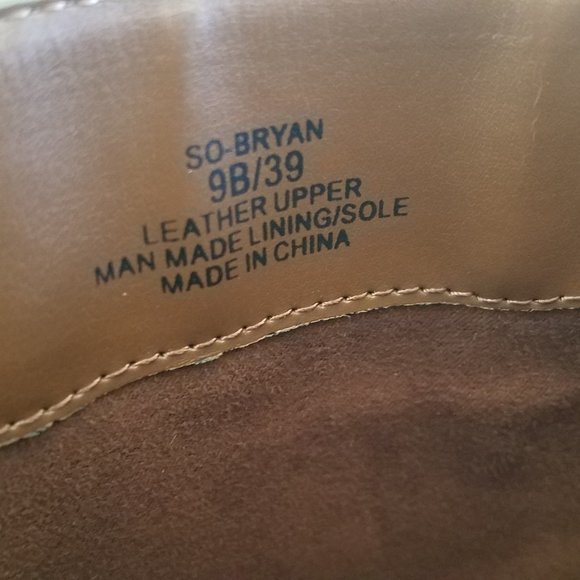 SO-BRYAN
9B/39
LEATHER UPPER
MAN MADE LINING/SOLE
MADE IN CHINA